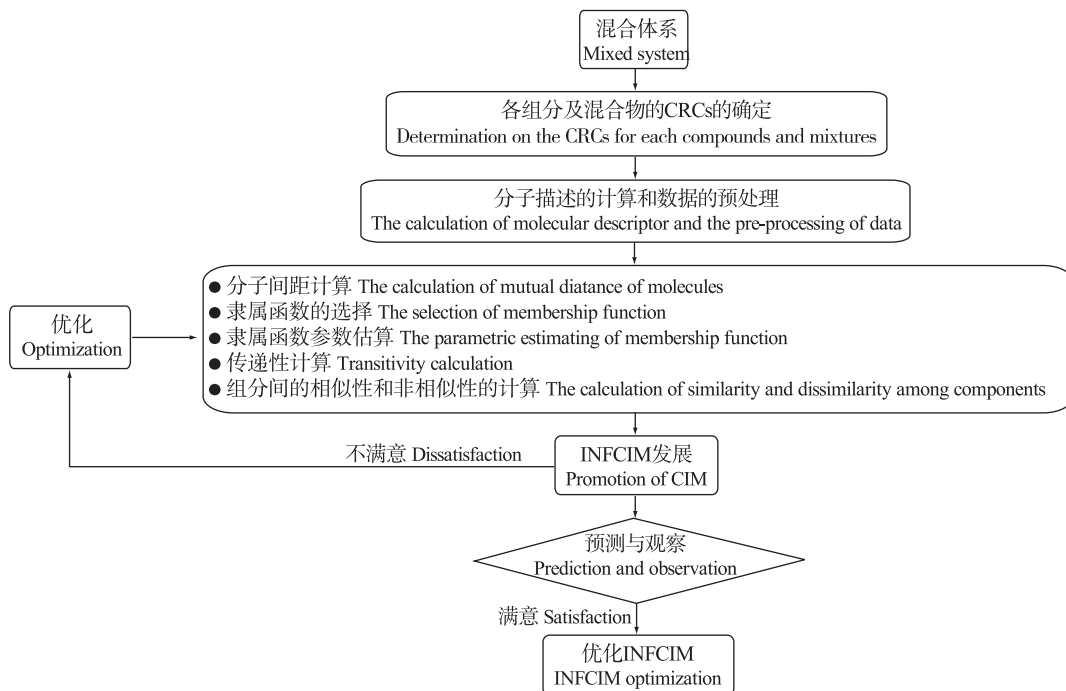 混合体系
Mixed system
各组分及混合物的CRCs的确定
Determination on the CRCs for each compounds and mixtures
分子描述的计算和数据的预处理
The calculation of molecular descriptor and the pre-processing of data
● 分子间距计算 The calculation of mutual diatance of molecules
● 隶属函数的选择 The selection of membership function
● 隶属函数参数估算 The parametric estimating of membership function
● 传递性计算 Transitivity calculation
● 组分间的相似性和非相似性的计算 The calculation of similarity and dissimilarity among components
优化
Optimization
不满意 Dissatisfaction
INFCIM发展
Promotion of CIM
预测与观察
Prediction and observation
满意 Satisfaction
优化INFCIM
INFCIM optimization